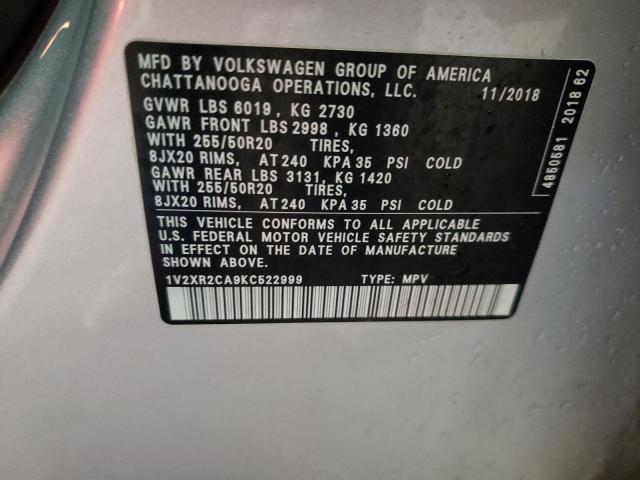 MFD BY VOLKSWAGEN GROUP OF AMERICA
CHATTANOOGA OPERATIONS, LLC. 11/2018
GVWR LBS 6019 , KG 2730
GAWR FRONT LBS 2998 , KG 1360
WITH 255/50R20 TIRES,
8JX20 RIMS, AT 240 KPA 35 PSI COLD
GAWR REAR LBS 3131, KG 1420
WITH 255/50R20 TIRES,
8JX20 RIMS, AT 240 KPA 35 PSI COLD
THIS VEHICLE CONFORMS TO ALL APPLICABLE
U.S. FEDERAL MOTOR VEHICLE SAFETY STANDARDS
IN EFFECT ON THE DATE OF MANUFACTURE
SHOWN ABOVE.
1V2XR2CA9KC522999 TYPE: MPV
4850581 2018 62